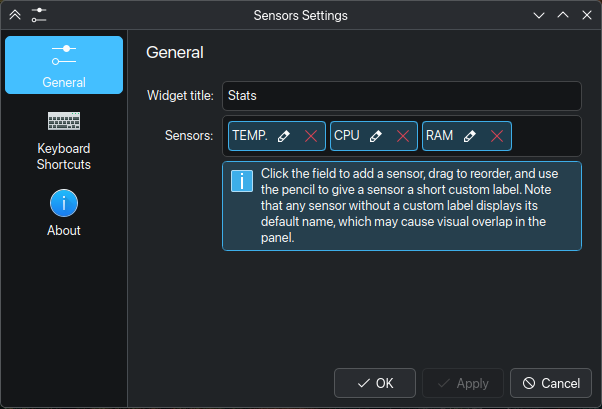 Sensors Settings
General
General
Widget title: Stats
Sensors: TEMP. CPU RAM
Keyboard
Shortcuts
Click the field to add a sensor, drag to reorder, and use
the pencil to give a sensor a short custom label. Note
that any sensor without a custom label displays its
default name, which may cause visual overlap in the
panel.
About
OK Apply Cancel